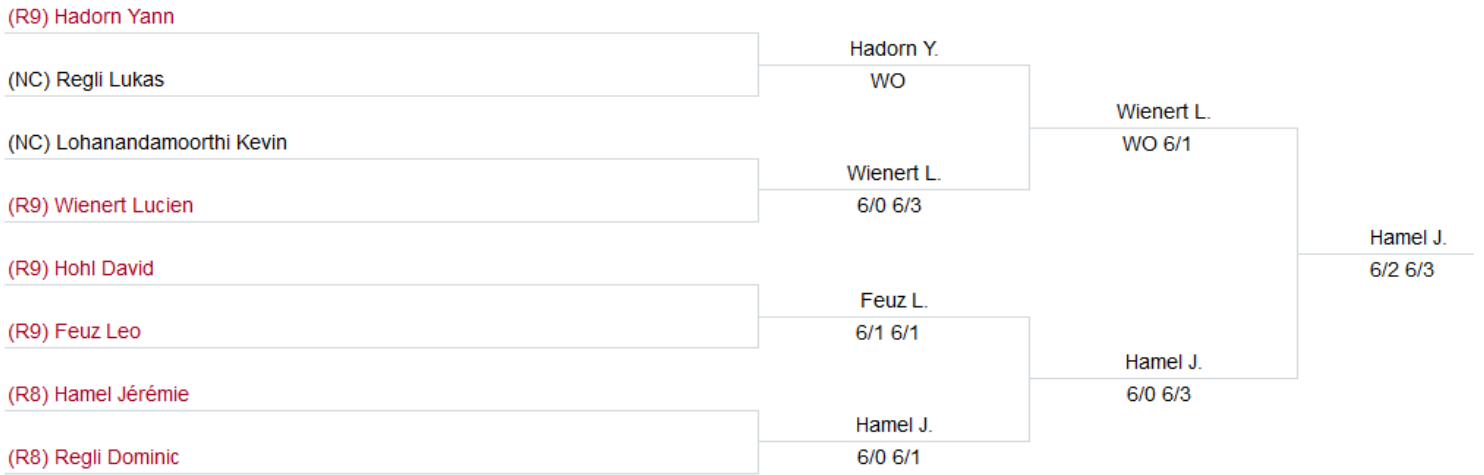 (R9) Hadorn Yann
(NC) Regli Lukas
(NC) Lohanandamoorthi Kevin
(R9) Wienert Lucien
(R9) Hohl David
(R9) Feuz Leo
(R8) Hamel Jérémie
(R8) Regli Dominic
Hadorn Y.
WO
Wienert L.
6/0 6/3
Feuz L.
6/1 6/1
Hamel J.
6/0 6/1
Wienert L.
WO 6/1
Hamel J.
6/0 6/3
Hamel J.
6/2 6/3